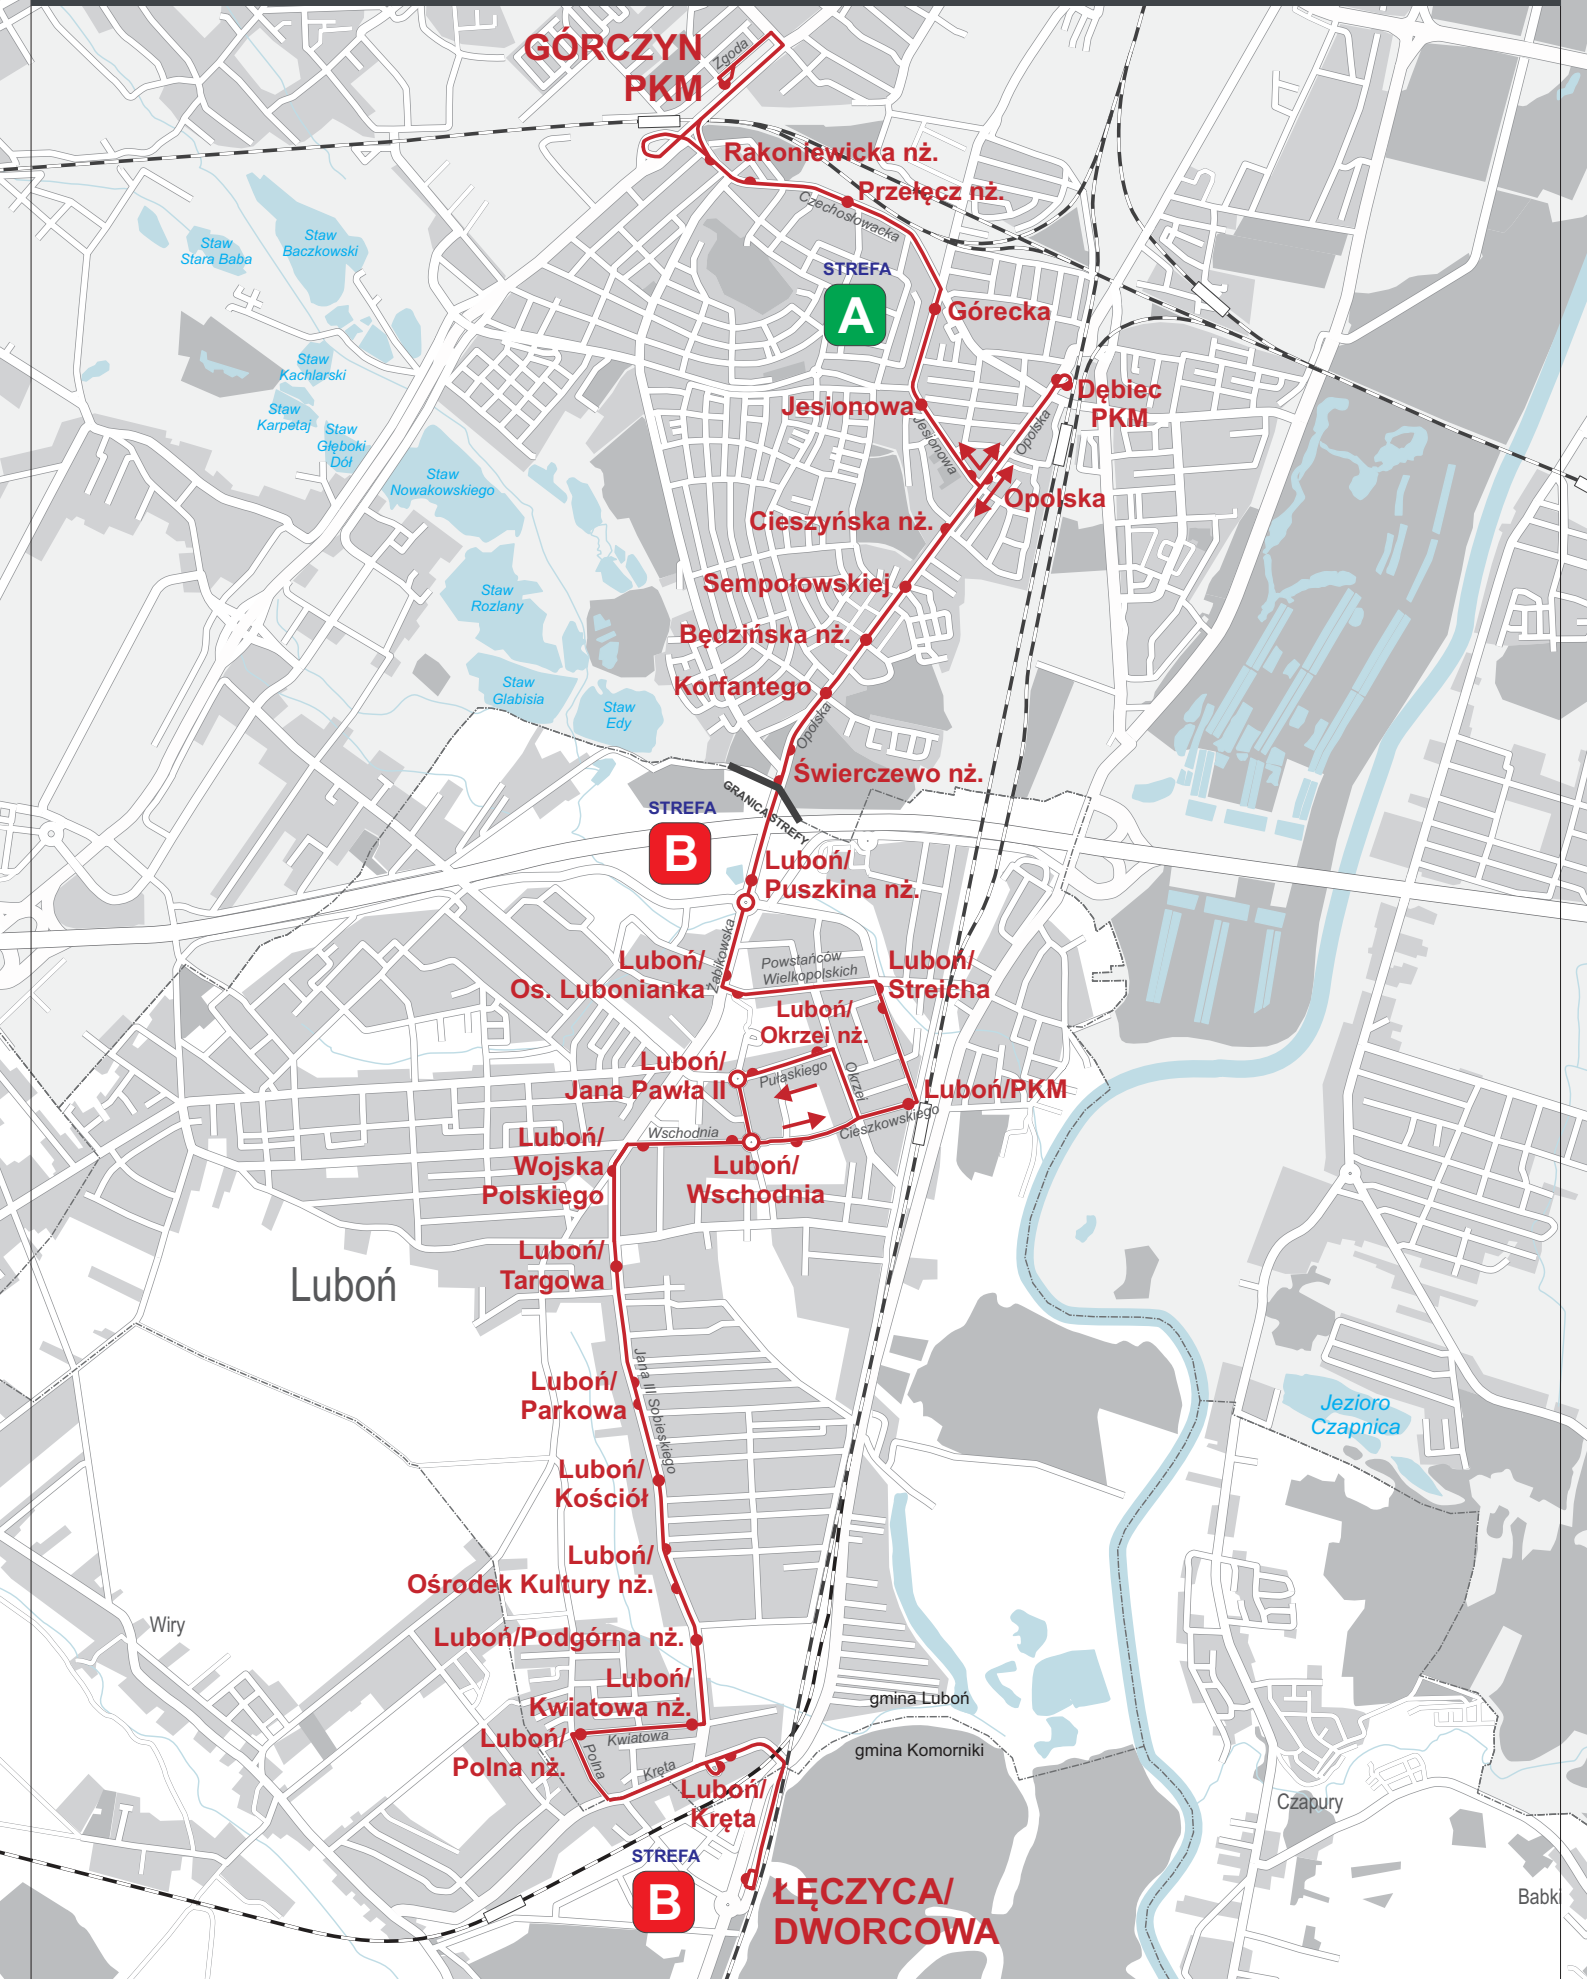 GÓRCZYN
PKM
Zgoda
Rakoniewicka nż.
Przełęcz nż.
Czechosłowacka
Staw
Stara Baba
Staw
Baczkowski
STREFA
A
Górecka
Staw
Kachlarski
Staw
Karpetaj
Staw
Głęboki
Dół
Dębiec
PKM
Jesionowa
Jesionowa
Opolska
Staw
Nowakowskiego
Opolska
Cieszyńska nż.
Sempołowskiej
Staw
Rozlany
Będzińska nż.
Korfantego
Staw
Glabisia
Staw
Edy
Opolska
Świerczewo nż.
GRANICA STREFY
STREFA
B
Luboń/
Puszkina nż.
Żabikowska
Luboń/
Os. Lubonianka
Powstańców
Wielkopolskich
Luboń/
Streicha
Luboń/
Okrzei nż.
Luboń/
Jana Pawła II
Pułaskiego
Okrzei
Luboń/PKM
Cieszkowskiego
Wschodnia
Luboń/
Wojska
Polskiego
Luboń/
Wschodnia
Luboń/
Targowa
Luboń
Jana III Sobieskiego
Luboń/
Parkowa
Jezioro
Czapnica
Luboń/
Kościół
Luboń/
Ośrodek Kultury nż.
Wiry
Luboń/Podgórna nż.
Luboń/
Kwiatowa nż.
gmina Luboń
Kwiatowa
Luboń/
Polna nż.
Polna
gmina Komorniki
Kręta
Luboń/
Kręta
Czapury
STREFA
B
ŁĘCZYCA/
DWORCOWA
Babki